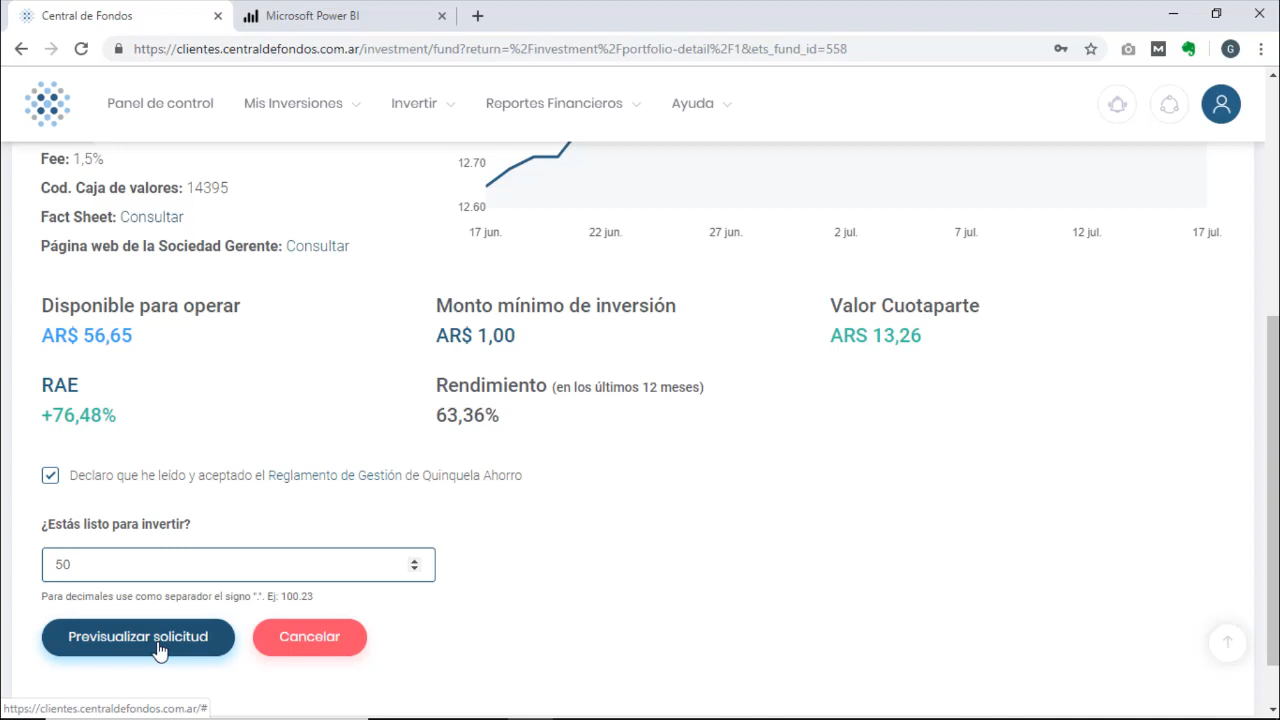 Central de Fondos
Microsoft Power BI
https://clientes.centraldefondos.com.ar/investment/fund?return=%2Finvestment%2Fportfolio-detail%2F1&ets_fund_id=558
M
G
Panel de control
Mis Inversiones
Invertir
Reportes Financieros
Ayuda
Fee: 1,5%
Cod. Caja de valores: 14395
Fact Sheet: Consultar
Página web de la Sociedad Gerente: Consultar
12.70
12.60
17 jun.
22 jun.
27 jun.
2 jul.
7 jul.
12 jul.
17 jul.
Disponible para operar
AR$ 56,65
Monto mínimo de inversión
AR$ 1,00
Valor Cuotaparte
ARS 13,26
RAE
+76,48%
Rendimiento (en los últimos 12 meses)
63,36%
Declaro que he leído y aceptado el Reglamento de Gestión de Quinquela Ahorro
¿Estás listo para invertir?
50
Para decimales use como separador el signo ".". Ej: 100.23
Previsualizar solicitud
Cancelar
https://clientes.centraldefondos.com.ar/#